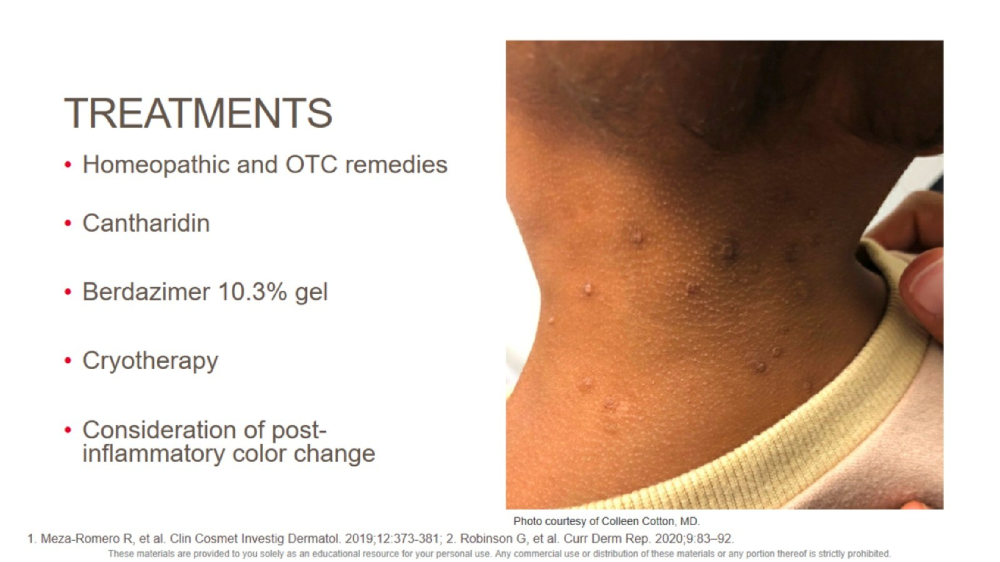 TREATMENTS
• Homeopathic and OTC remedies
• Cantharidin
• Berdazimer 10.3% gel
• Cryotherapy
• Consideration of post-
inflammatory color change
Photo courtesy of Colleen Cotton, MD.
1. Meza-Romero R, et al. Clin Cosmet Investig Dermatol. 2019;12:373-381; 2. Robinson G, et al. Curr Derm Rep. 2020;9:83–92.
These materials are provided to you solely as an educational resource for your personal use. Any commercial use or distribution of these materials or any portion thereof is strictly prohibited.